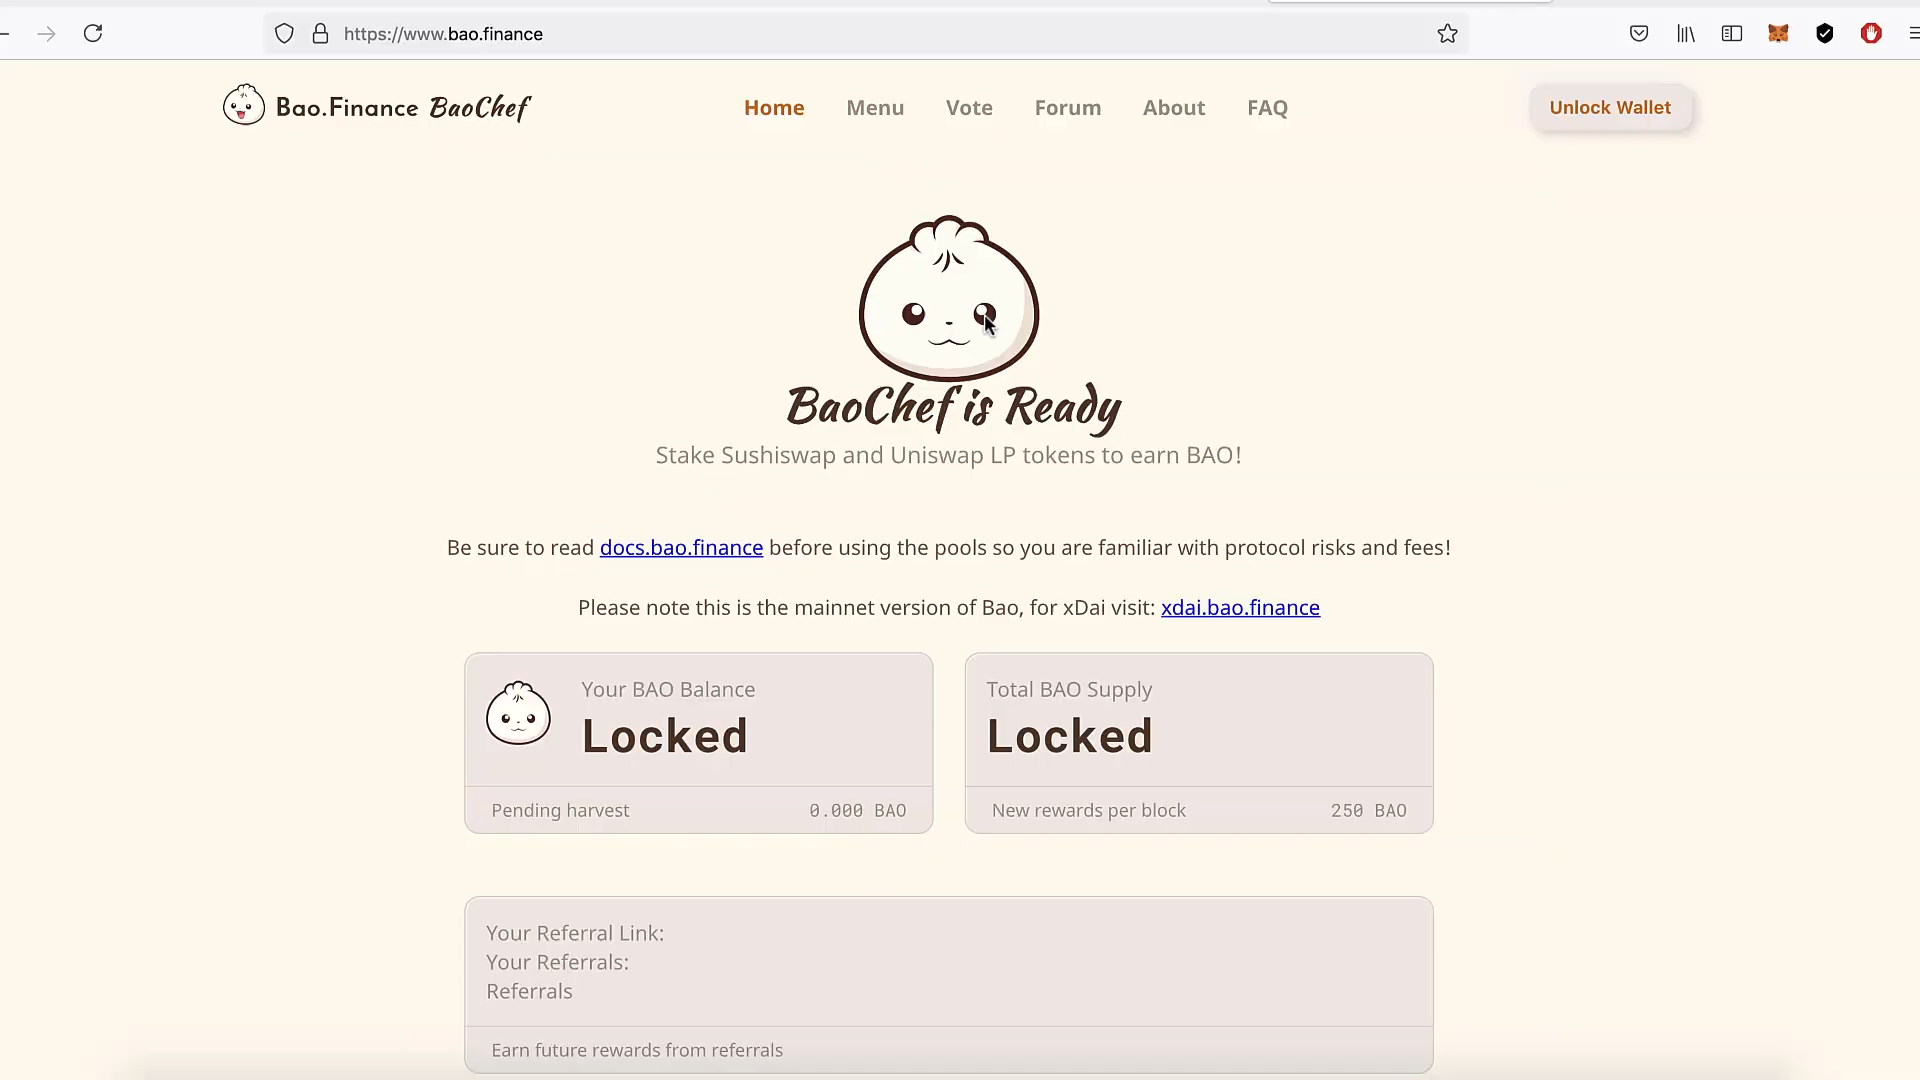 https://www.bao.finance
Bao.Finance BaoChef
Home Menu Vote Forum About FAQ
Unlock Wallet
BaoChef is Ready
Stake Sushiswap and Uniswap LP tokens to earn BAO!
Be sure to read docs.bao.finance before using the pools so you are familiar with protocol risks and fees!
Please note this is the mainnet version of Bao, for xDai visit: xdai.bao.finance
Your BAO Balance
Locked
Pending harvest 0.000 BAO
Total BAO Supply
Locked
New rewards per block 250 BAO
Your Referral Link:
Your Referrals:
Referrals
Earn future rewards from referrals